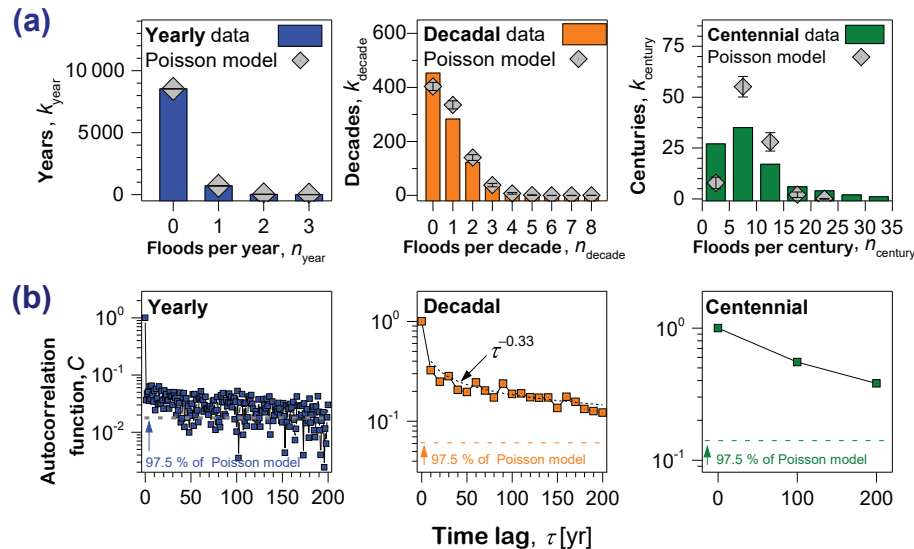 (a)
Yearly data
Poisson model
Years, k_year
10 000
5000
0
0 1 2 3
Floods per year, n_year
Decadal data
Poisson model
Decades, k_decade
600
400
200
0
0 1 2 3 4 5 6 7 8
Floods per decade, n_decade
Centennial data
Poisson model
Centuries, k_century
75
50
25
0
0 5 10 15 20 25 30 35
Floods per century, n_century
(b)
Yearly
Autocorrelation
function, C
10^0
10^-1
10^-2
97.5 % of Poisson model
0 50 100 150 200
Decadal
10^0
10^-1
τ^-0.33
97.5 % of Poisson model
0 50 100 150 200
Centennial
10^0
10^-1
97.5 % of Poisson model
0 100 200
Time lag, τ [yr]